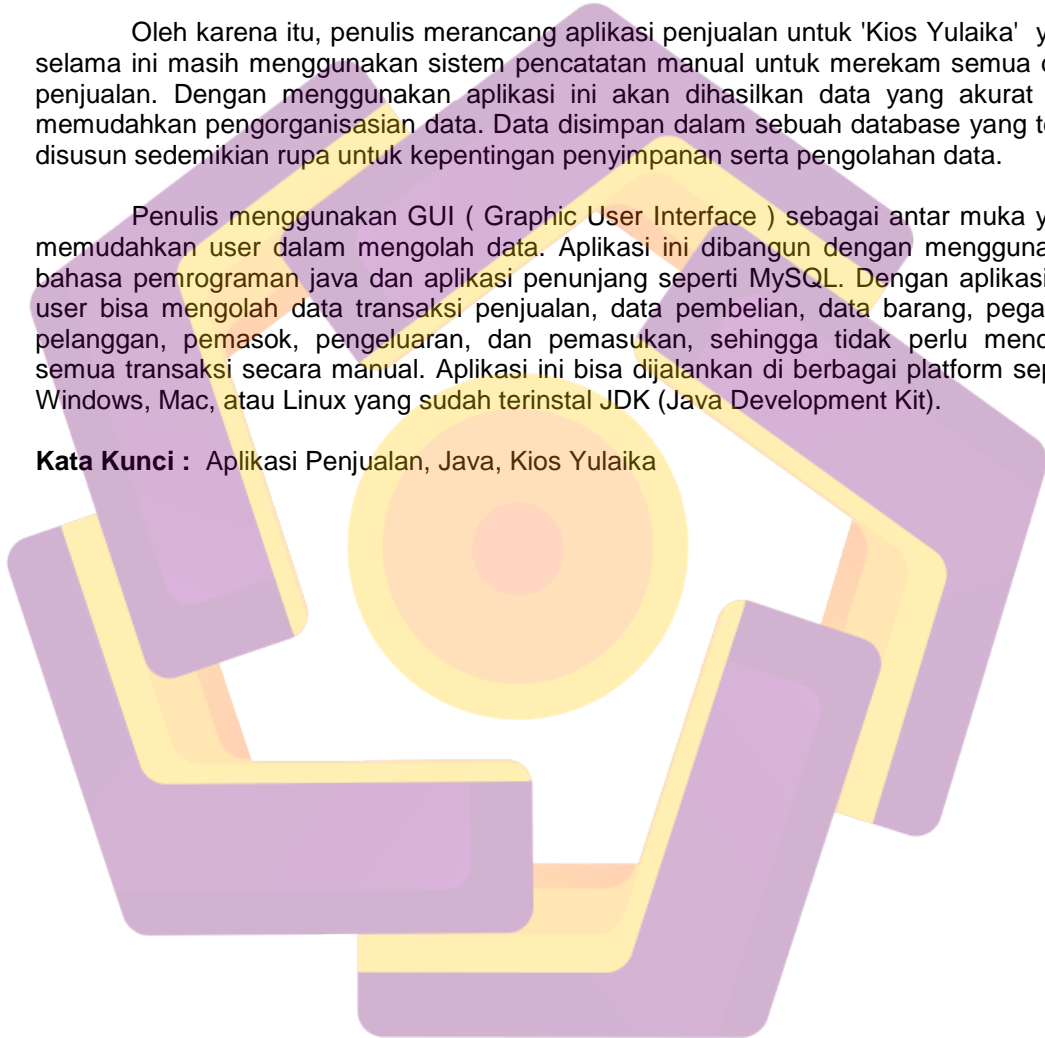 Oleh karena itu, penulis merancang aplikasi penjualan untuk 'Kios Yulaika'
selama ini masih menggunakan sistem pencatatan manual untuk merekam semua
penjualan. Dengan menggunakan aplikasi ini akan dihasilkan data yang akurat
memudahkan pengorganisasian data. Data disimpan dalam sebuah database yang
disusun sedemikian rupa untuk kepentingan penyimpanan serta pengolahan data.
Penulis menggunakan GUI ( Graphic User Interface ) sebagai antar muka
memudahkan user dalam mengolah data. Aplikasi ini dibangun dengan
bahasa pemrograman java dan aplikasi penunjang seperti MySQL. Dengan aplikasi
user bisa mengolah data transaksi penjualan, data pembelian, data barang,
pelanggan, pemasok, pengeluaran, dan pemasukan, sehingga tidak perlu
semua transaksi secara manual. Aplikasi ini bisa dijalankan di berbagai platform
Windows, Mac, atau Linux yang sudah terinstal JDK (Java Development Kit).
Kata Kunci : Aplikasi Penjualan, Java, Kios Yulaika